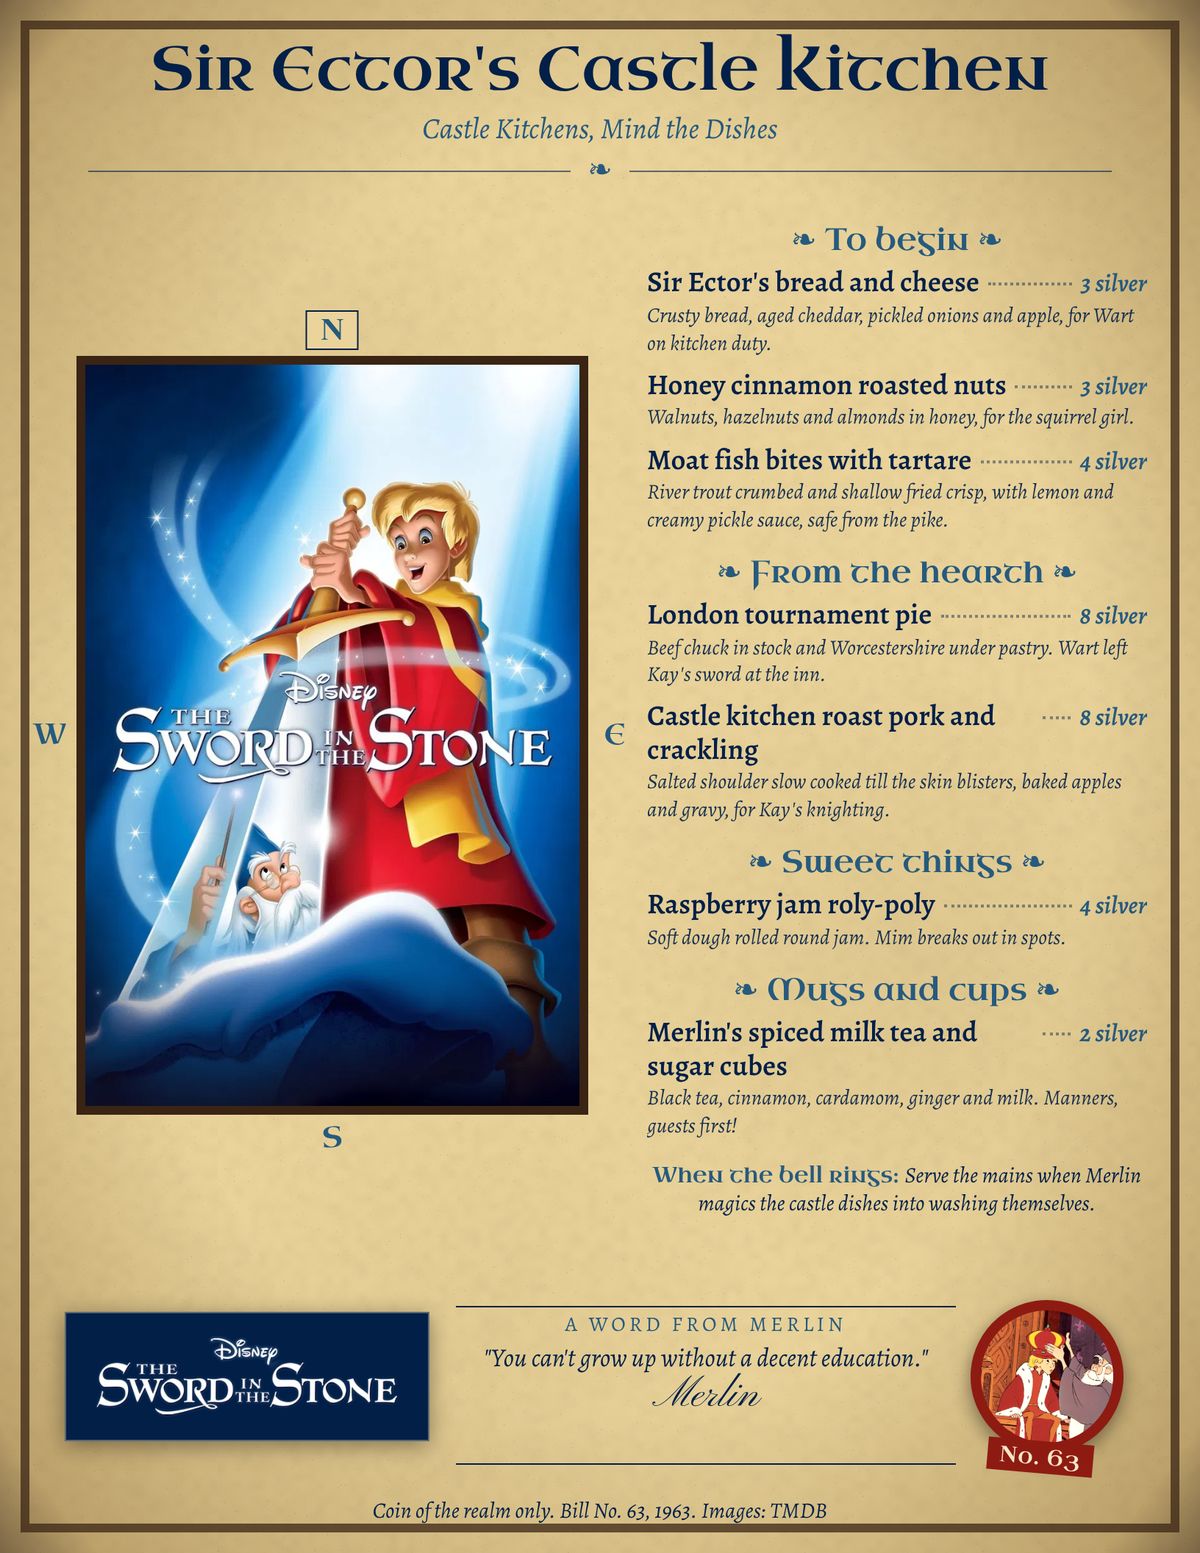 Sir Ector's Castle Kitchen
Castle Kitchens, Mind the Dishes
N
W
E
S
Disney
THE
SWORD IN THE STONE
❧ To begin ❧
Sir Ector's bread and cheese 3 silver
Crusty bread, aged cheddar, pickled onions and apple, for Wart
on kitchen duty.
Honey cinnamon roasted nuts 3 silver
Walnuts, hazelnuts and almonds in honey, for the squirrel girl.
Moat fish bites with tartare 4 silver
River trout crumbed and shallow fried crisp, with lemon and
creamy pickle sauce, safe from the pike.
❧ From the hearth ❧
London tournament pie 8 silver
Beef chuck in stock and Worcestershire under pastry. Wart left
Kay's sword at the inn.
Castle kitchen roast pork and 8 silver
crackling
Salted shoulder slow cooked till the skin blisters, baked apples
and gravy, for Kay's knighting.
❧ Sweet things ❧
Raspberry jam roly-poly 4 silver
Soft dough rolled round jam. Mim breaks out in spots.
❧ Mugs and cups ❧
Merlin's spiced milk tea and 2 silver
sugar cubes
Black tea, cinnamon, cardamom, ginger and milk. Manners,
guests first!
When the bell rings: Serve the mains when Merlin
magics the castle dishes into washing themselves.
Disney
THE
SWORD IN THE STONE
A WORD FROM MERLIN
"You can't grow up without a decent education."
Merlin
No. 63
Coin of the realm only. Bill No. 63, 1963. Images: TMDB